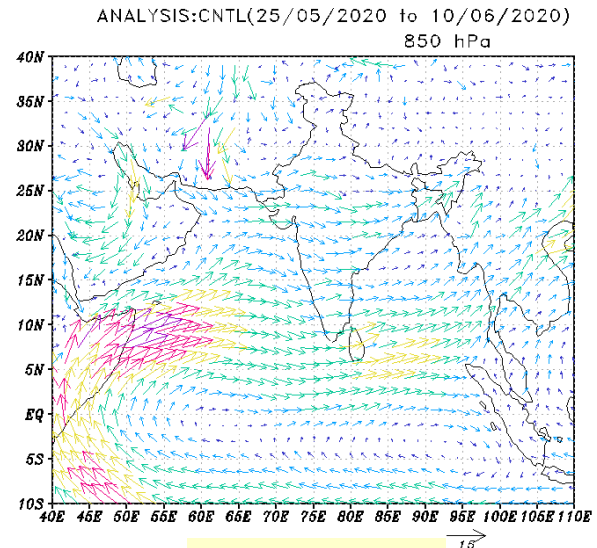 ANALYSIS:CNTL(25/05/2020 to 10/06/2020)
850 hPa
40N
35N
30N
25N
20N
15N
10N
5N
EQ
5S
10S
40E 45E 50E 55E 60E 65E 70E 75E 80E 85E 90E 95E 100E 105E 110E
15